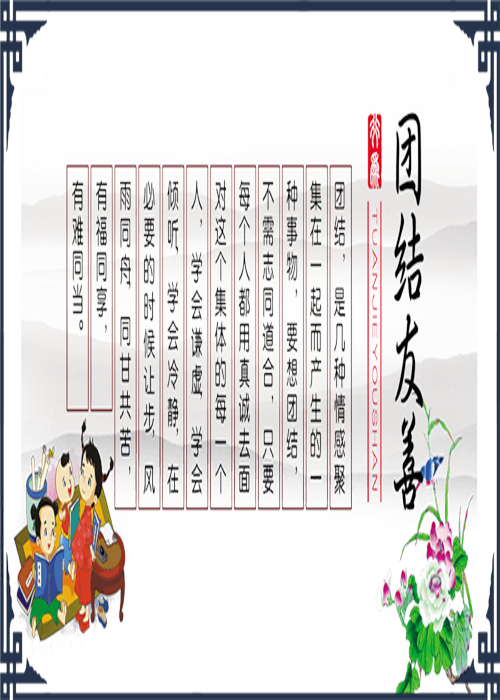 团结友善
TUANJIEYOUSHAN
团结，是几种情感聚
集在一起而产生的一
种事物，要想团结，
不需志同道合，只要
每个人都用真诚去面
对这个集体的每一个
人，学会谦虚，学会
倾听，学会冷静，在
必要的时候让步，风
雨同舟，同甘共苦，
有福同享，
有难同当。